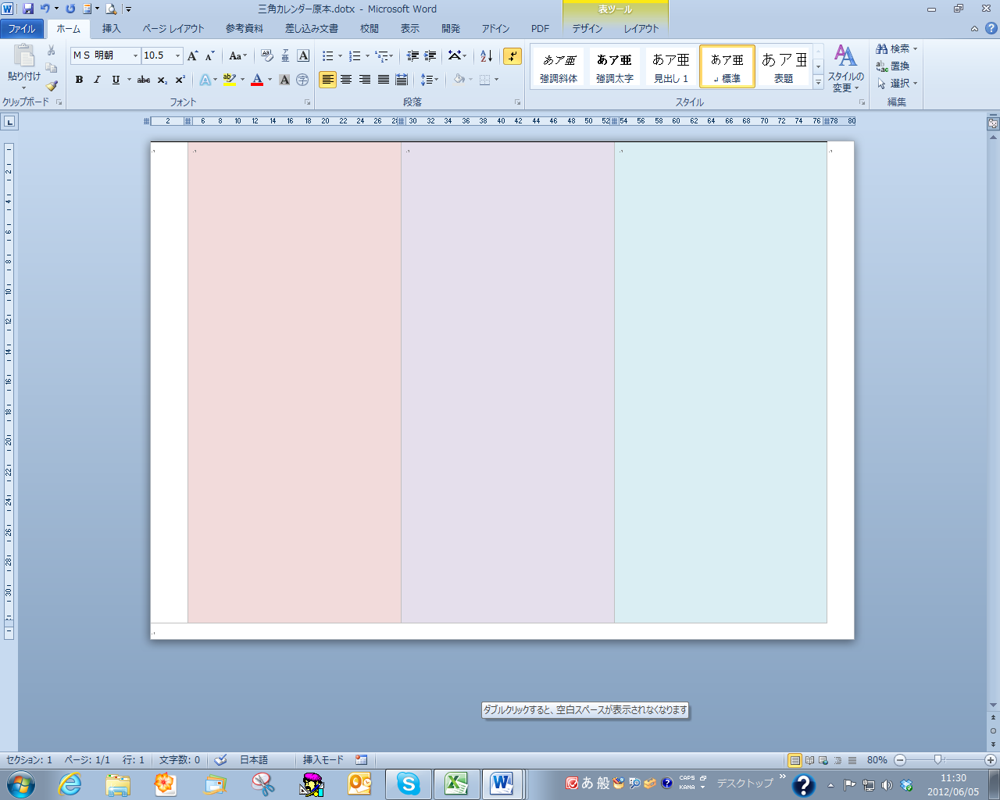 三角カレンダー原本.dotx - Microsoft Word
表ツール
ファイル ホーム 挿入 ページ レイアウト 参考資料 差し込み文書 校閲 表示 開発 アドイン PDF デザイン レイアウト
ＭＳ 明朝 10.5 Aa
貼り付け
B I U abc x₂ x² A ab A A 字
あア亜 あア亜 あア亜 あア亜 あア亜
強調斜体 強調太字 見出し 1 標準 表題
スタイルの
変更
検索
置換
選択
クリップボード フォント 段落 スタイル 編集
2 6 8 10 12 14 16 18 20 22 24 26 30 32 34 36 38 40 42 44 46 48 50 52 54 56 58 60 62 64 66 68 70 72 74 76 78 80
2
4
6
8
10
12
14
16
18
20
22
24
26
28
30
ダブルクリックすると、空白スペースが表示されなくなります
セクション: 1 ページ: 1/1 行: 1 文字数: 0 日本語 挿入モード 80%
あ 般 CAPS KANA デスクトップ
11:30
2012/06/05